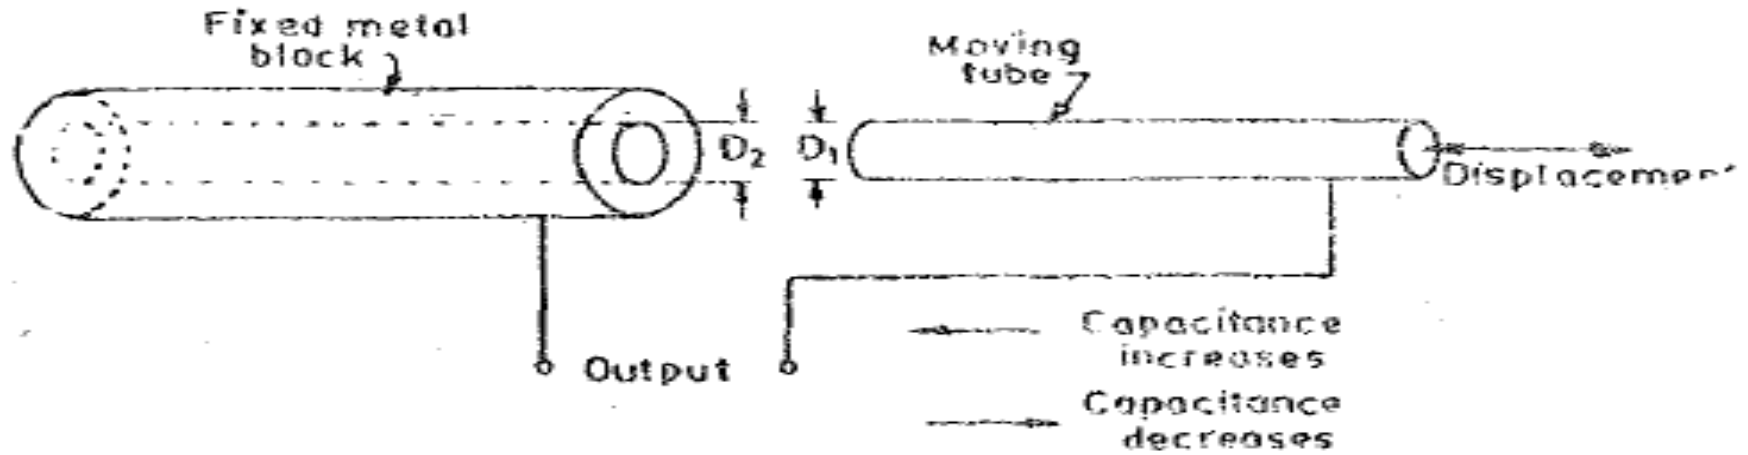 Fixed metal
block
Moving
tube
D₂
D₁
Displacement
Output
Capacitance
increases
Capacitance
decreases